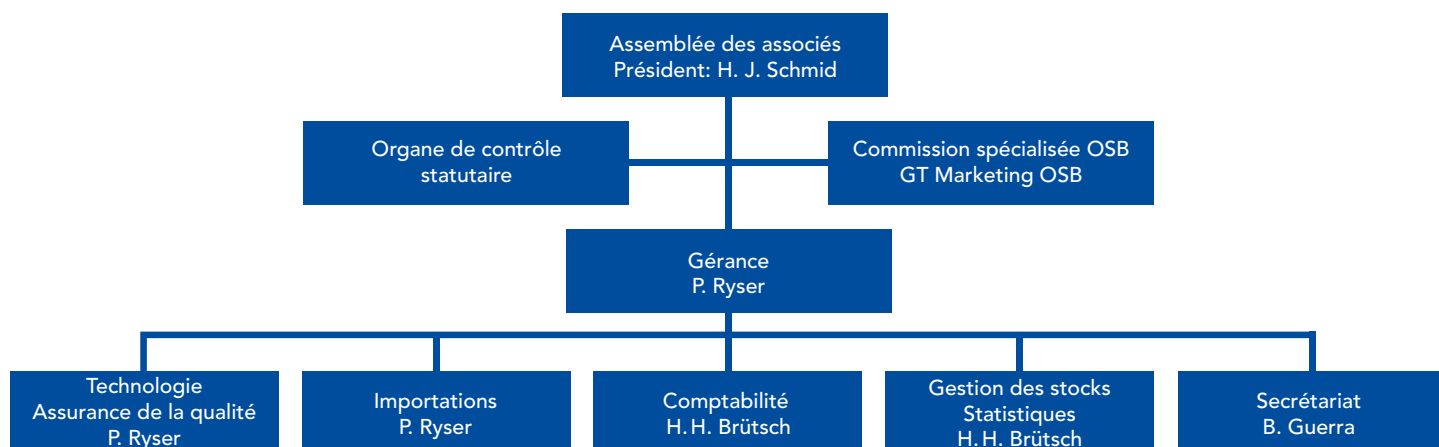 Assemblée des associés
Président: H. J. Schmid
Organe de contrôle
statutaire
Commission spécialisée OSB
GT Marketing OSB
Gérance
P. Ryser
Technologie
Assurance de la qualité
P. Ryser
Importations
P. Ryser
Comptabilité
H. H. Brütsch
Gestion des stocks
Statistiques
H. H. Brütsch
Secrétariat
B. Guerra